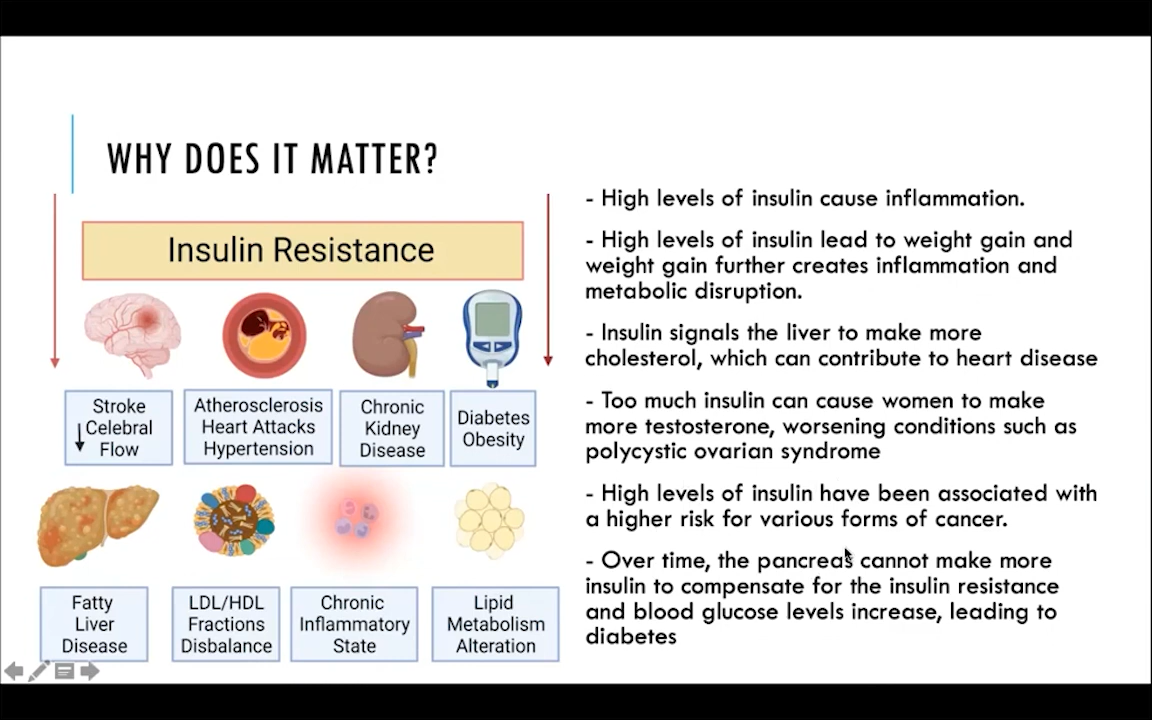 WHY DOES IT MATTER?
Insulin Resistance
Stroke
↓ Celebral
Flow
Atherosclerosis
Heart Attacks
Hypertension
Chronic
Kidney
Disease
Diabetes
Obesity
Fatty
Liver
Disease
LDL/HDL
Fractions
Disbalance
Chronic
Inflammatory
State
Lipid
Metabolism
Alteration
- High levels of insulin cause inflammation.
- High levels of insulin lead to weight gain and
weight gain further creates inflammation and
metabolic disruption.
- Insulin signals the liver to make more
cholesterol, which can contribute to heart disease
- Too much insulin can cause women to make
more testosterone, worsening conditions such as
polycystic ovarian syndrome
- High levels of insulin have been associated with
a higher risk for various forms of cancer.
- Over time, the pancreas cannot make more
insulin to compensate for the insulin resistance
and blood glucose levels increase, leading to
diabetes